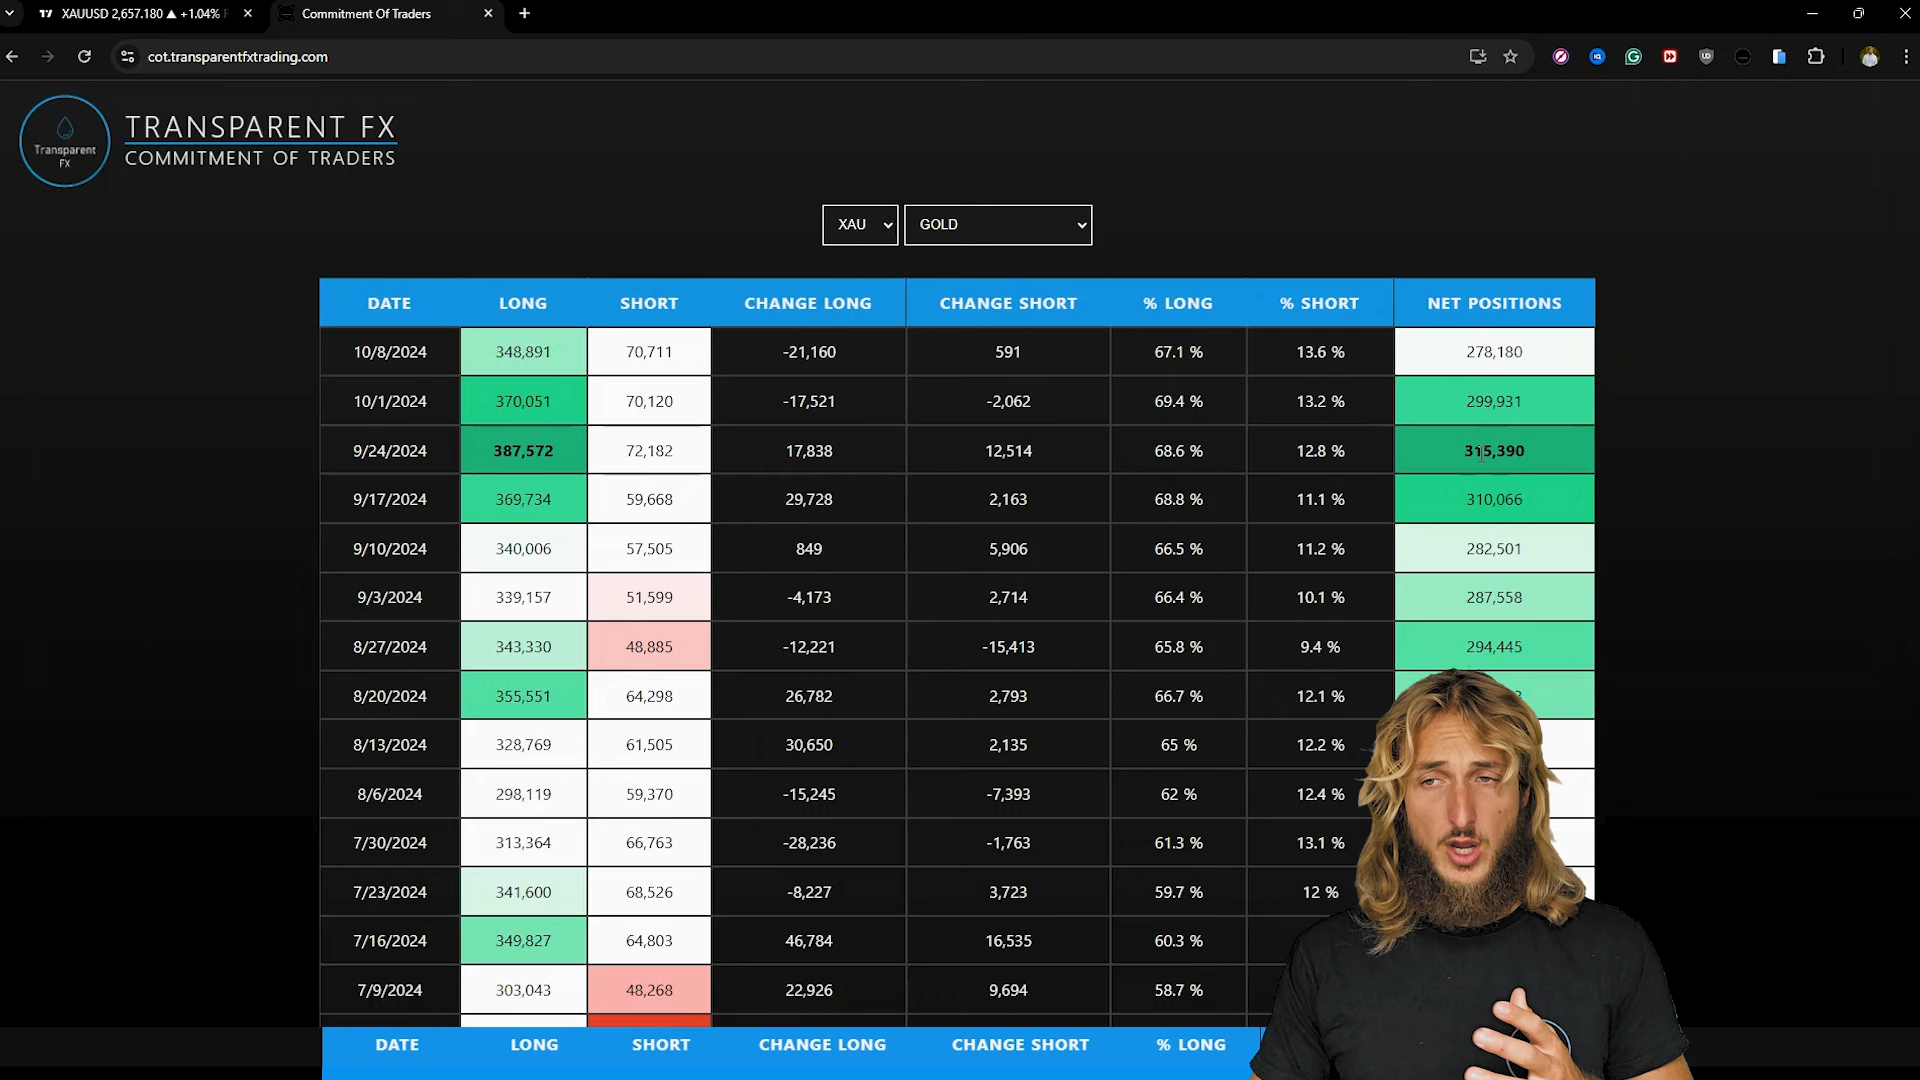 XAUUSD 2,657.180 ▲ +1.04%
Commitment Of Traders
cot.transparentfxtrading.com
Transparent
FX
TRANSPARENT FX
COMMITMENT OF TRADERS
XAU GOLD
DATE LONG SHORT CHANGE LONG CHANGE SHORT % LONG % SHORT NET POSITIONS
10/8/2024 348,891 70,711 -21,160 591 67.1 % 13.6 % 278,180
10/1/2024 370,051 70,120 -17,521 -2,062 69.4 % 13.2 % 299,931
9/24/2024 387,572 72,182 17,838 12,514 68.6 % 12.8 % 315,390
9/17/2024 369,734 59,668 29,728 2,163 68.8 % 11.1 % 310,066
9/10/2024 340,006 57,505 849 5,906 66.5 % 11.2 % 282,501
9/3/2024 339,157 51,599 -4,173 2,714 66.4 % 10.1 % 287,558
8/27/2024 343,330 48,885 -12,221 -15,413 65.8 % 9.4 % 294,445
8/20/2024 355,551 64,298 26,782 2,793 66.7 % 12.1 %
8/13/2024 328,769 61,505 30,650 2,135 65 % 12.2 %
8/6/2024 298,119 59,370 -15,245 -7,393 62 % 12.4 %
7/30/2024 313,364 66,763 -28,236 -1,763 61.3 % 13.1 %
7/23/2024 341,600 68,526 -8,227 3,723 59.7 % 12 %
7/16/2024 349,827 64,803 46,784 16,535 60.3 %
7/9/2024 303,043 48,268 22,926 9,694 58.7 %
DATE LONG SHORT CHANGE LONG CHANGE SHORT % LONG